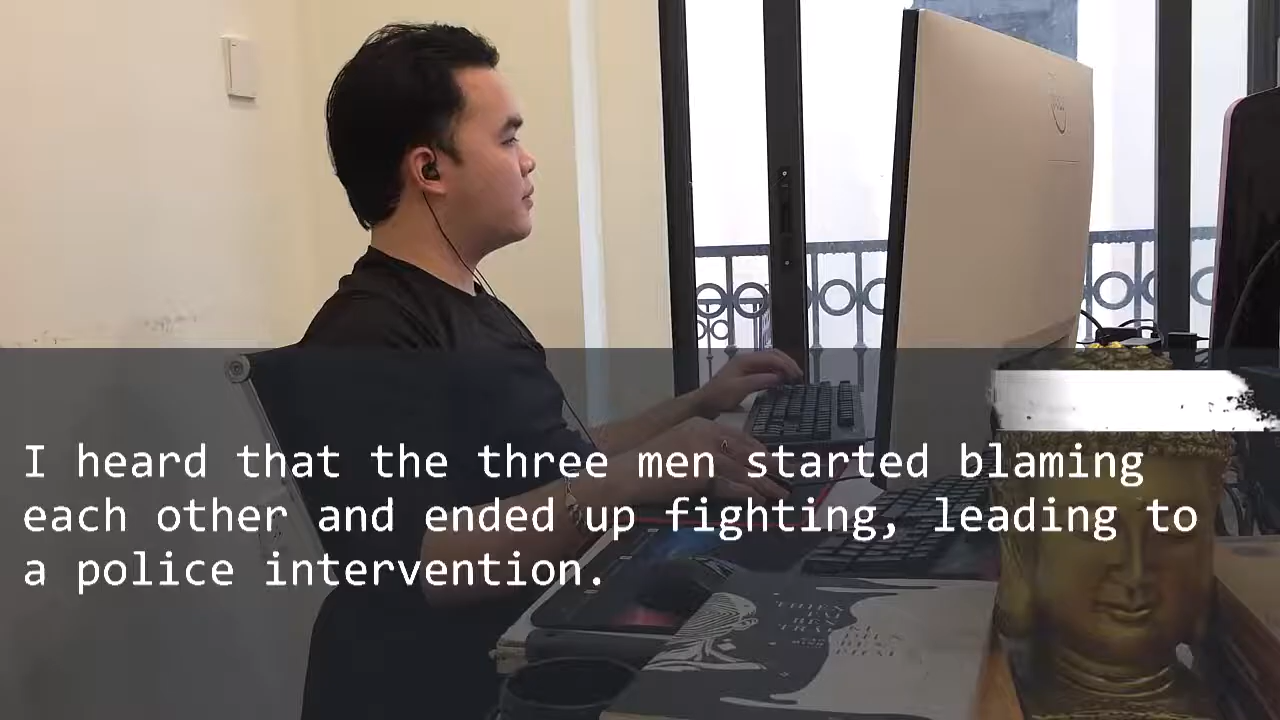 I heard that the three men started blaming
each other and ended up fighting, leading to
a police intervention.